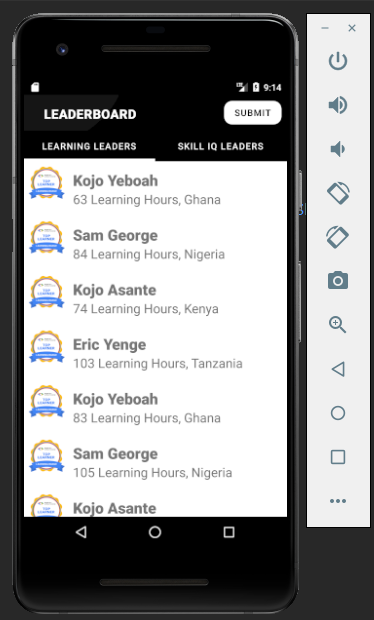 9:14
LEADERBOARD
SUBMIT
LEARNING LEADERS
SKILL IQ LEADERS
Kojo Yeboah
63 Learning Hours, Ghana
Sam George
84 Learning Hours, Nigeria
Kojo Asante
74 Learning Hours, Kenya
Eric Yenge
103 Learning Hours, Tanzania
Kojo Yeboah
83 Learning Hours, Ghana
Sam George
105 Learning Hours, Nigeria
Kojo Asante